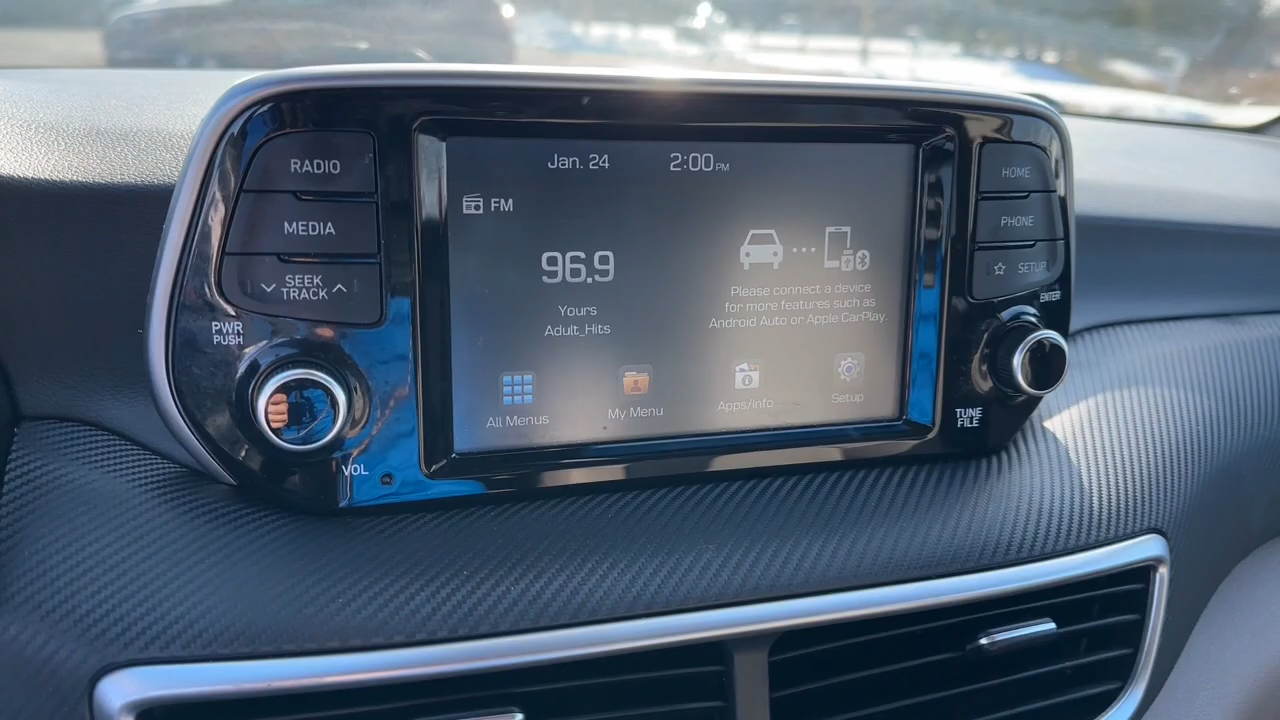 RADIO
MEDIA
SEEK
TRACK
PWR
PUSH
VOL
Jan. 24
2:00 PM
FM
96.9
Yours
Adult_Hits
Please connect a device
for more features such as
Android Auto or Apple CarPlay.
All Menus
My Menu
Apps/Info
Setup
HOME
PHONE
☆ SETUP
ENTER
TUNE
FILE